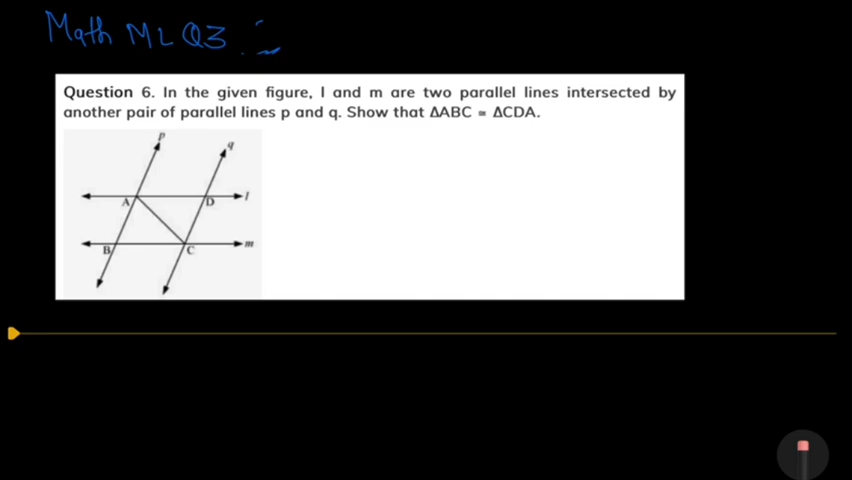 Math ML Q3 :-
Question 6. In the given figure, l and m are two parallel lines intersected by
another pair of parallel lines p and q. Show that ΔABC ≅ ΔCDA.
p
q
A
D
l
B
C
m